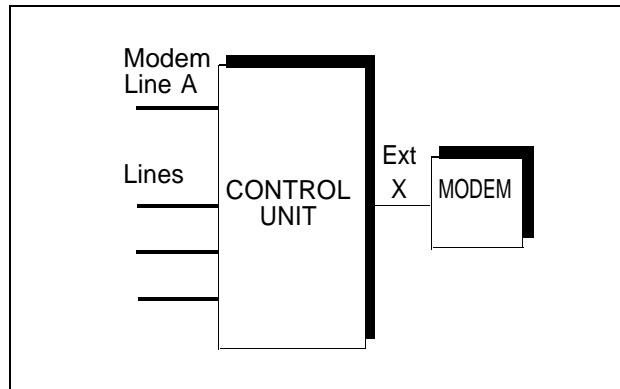 Modem
Line A
Lines
CONTROL
UNIT
Ext
X
MODEM